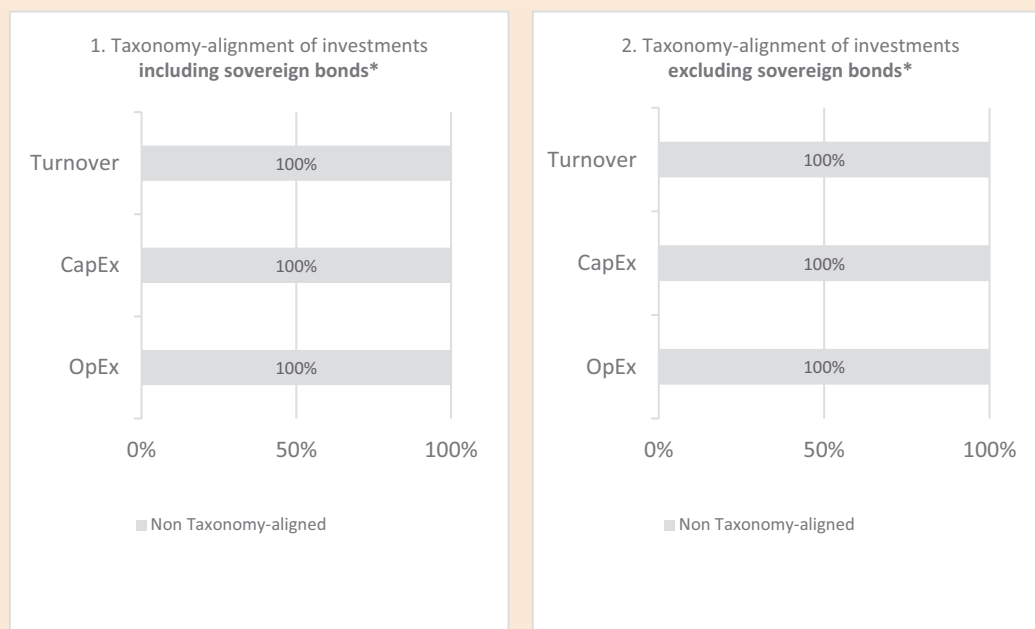 1. Taxonomy-alignment of investments
including sovereign bonds*
Turnover
100%
CapEx
100%
OpEx
100%
0% 50% 100%
Non Taxonomy-aligned
2. Taxonomy-alignment of investments
excluding sovereign bonds*
Turnover
100%
CapEx
100%
OpEx
100%
0% 50% 100%
Non Taxonomy-aligned